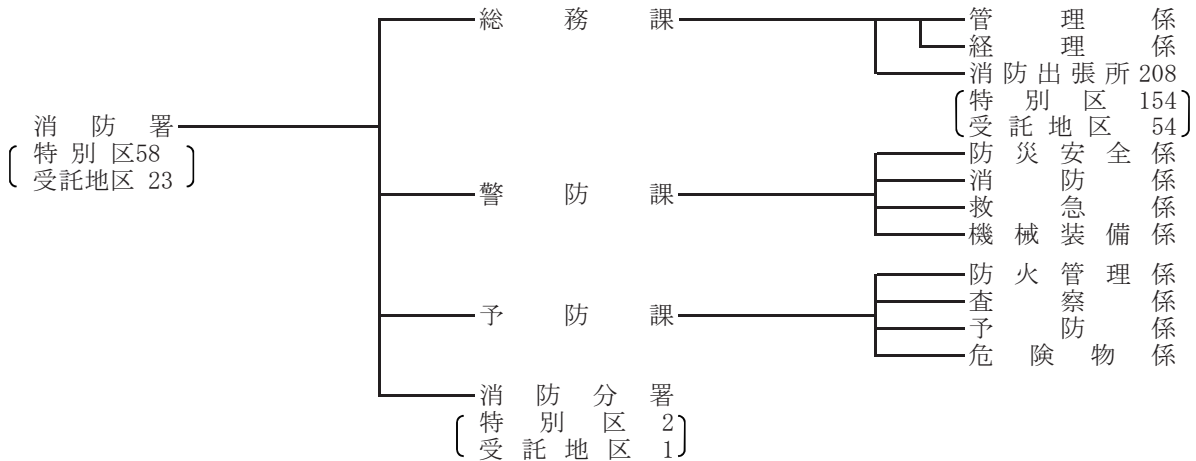 消防署
特別区58
受託地区 23
総務課
管理係
経理係
消防出張所 208
特別区 154
受託地区 54
警防課
防災安全係
消防係
救急係
機械装備係
予防課
防火管理係
査察係
予防係
危険物係
消防分署
特別区 2
受託地区 1